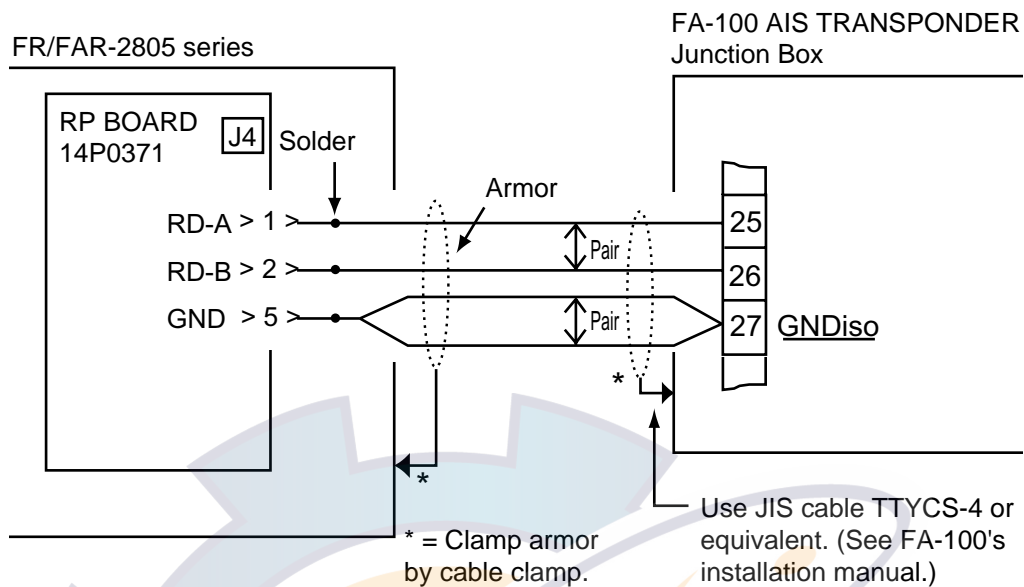 FA-100 AIS TRANSPONDER
Junction Box
FR/FAR-2805 series
RP BOARD
14P0371
J4
Solder
Armor
RD-A > 1 >
RD-B > 2 >
GND > 5 >
Pair
Pair
25
26
27
GNDiso
*
*
* = Clamp armor
by cable clamp.
Use JIS cable TTYCS-4 or
equivalent. (See FA-100's
installation manual.)